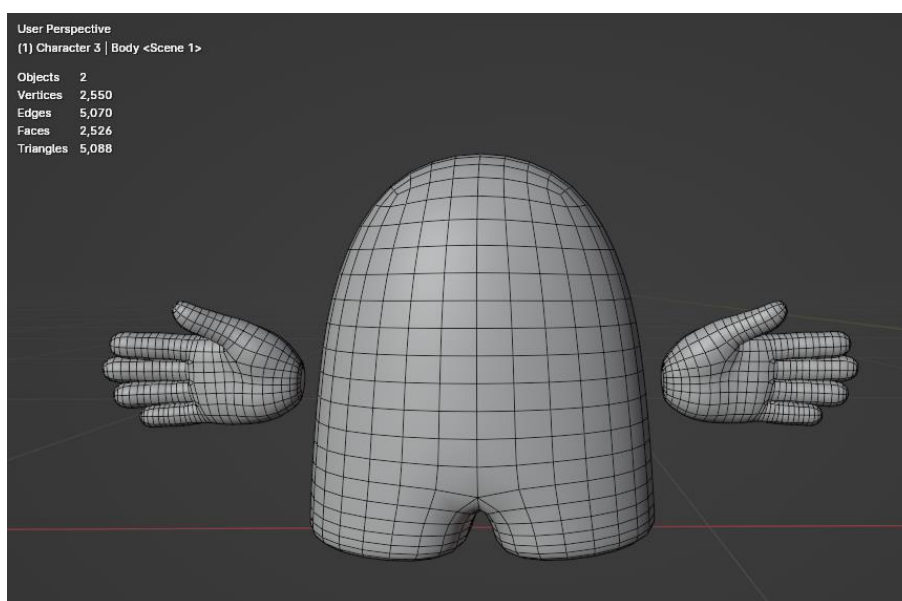 User Perspective
(1) Character 3 | Body <Scene 1>
Objects 2
Vertices 2,550
Edges 5,070
Faces 2,526
Triangles 5,088